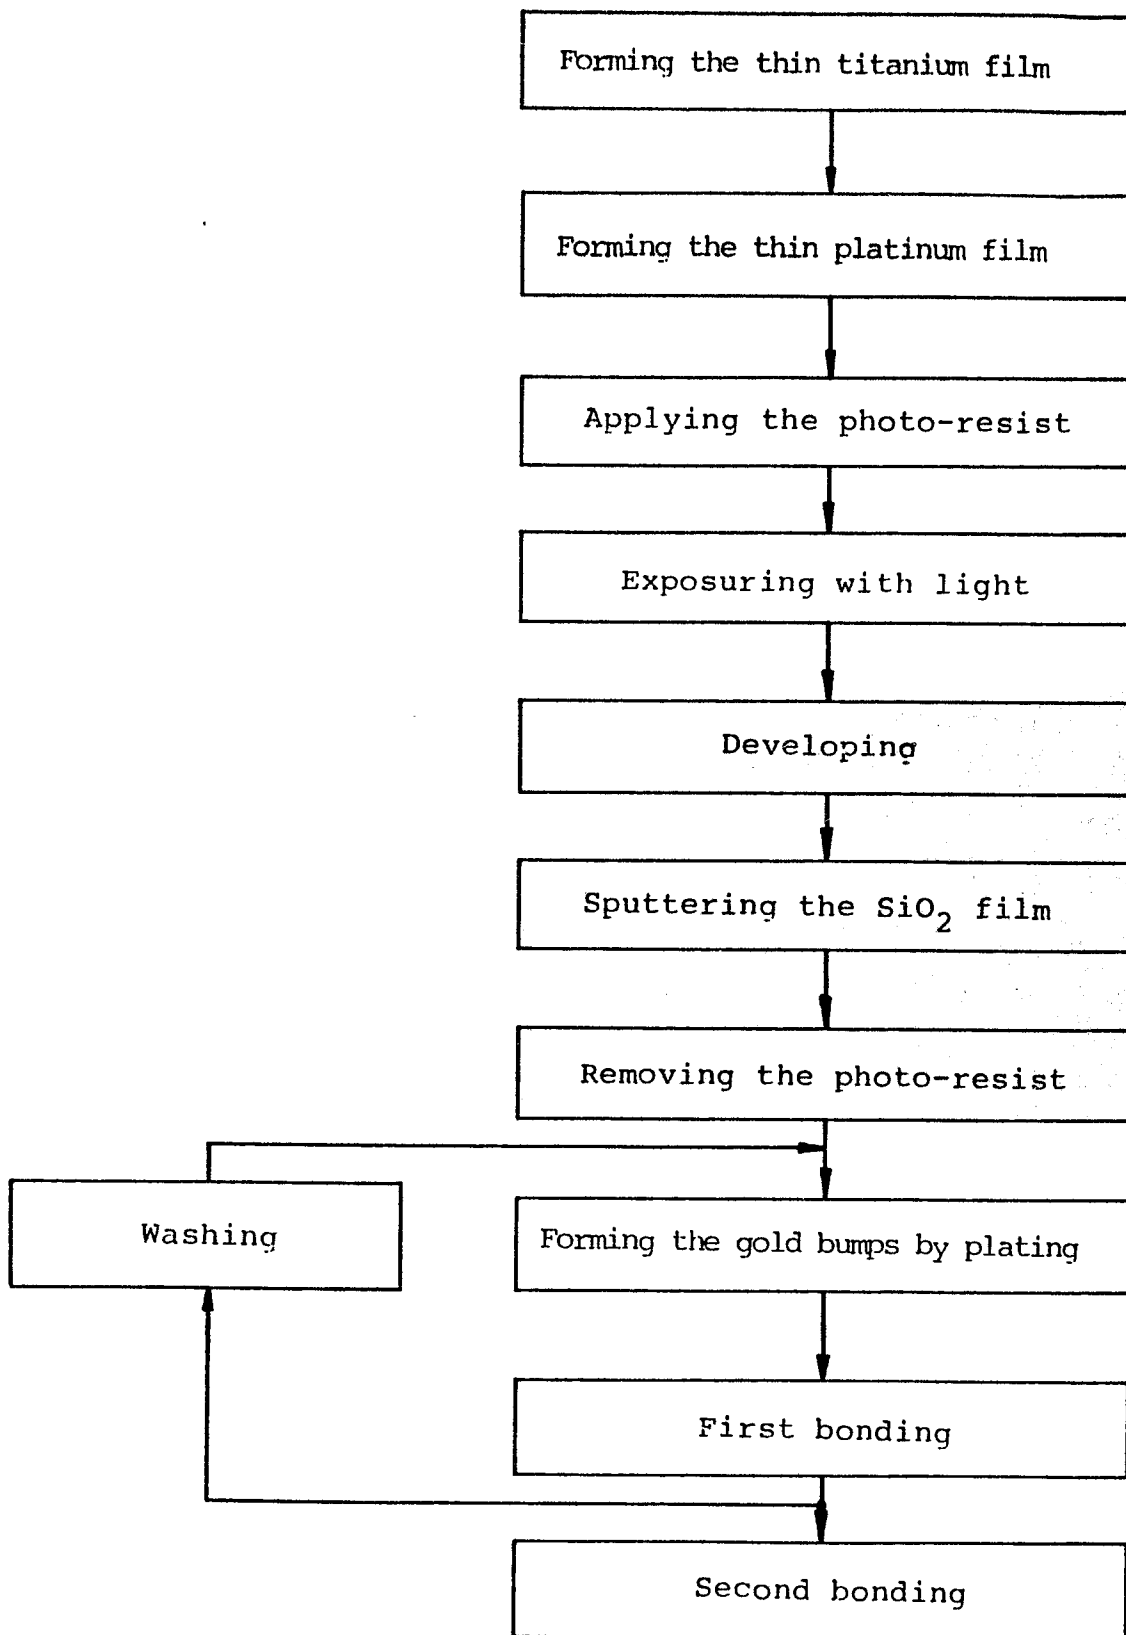 Forming the thin titanium film
Forming the thin platinum film
Applying the photo-resist
Exposuring with light
Developing
Sputtering the SiO₂ film
Removing the photo-resist
Washing
Forming the gold bumps by plating
First bonding
Second bonding